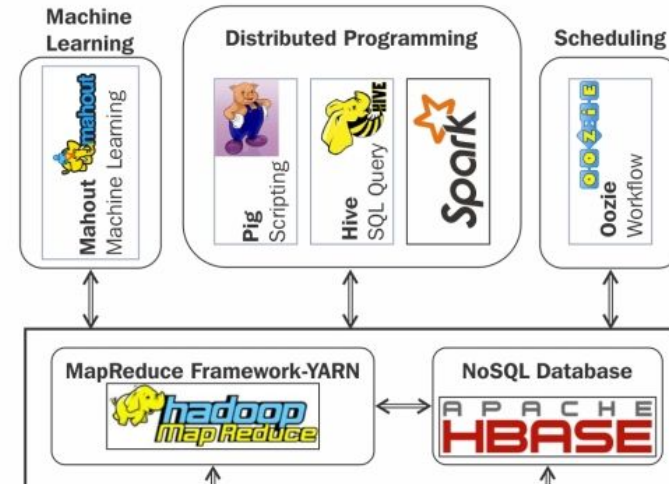 Machine
Learning
Distributed Programming
Scheduling
mahout
Mahout
Machine Learning
Pig
Scripting
HIVE
Hive
SQL Query
Spark
OOZIE
Oozie
Workflow
MapReduce Framework-YARN
hadoop
Map Reduce
NoSQL Database
APACHE
HBASE